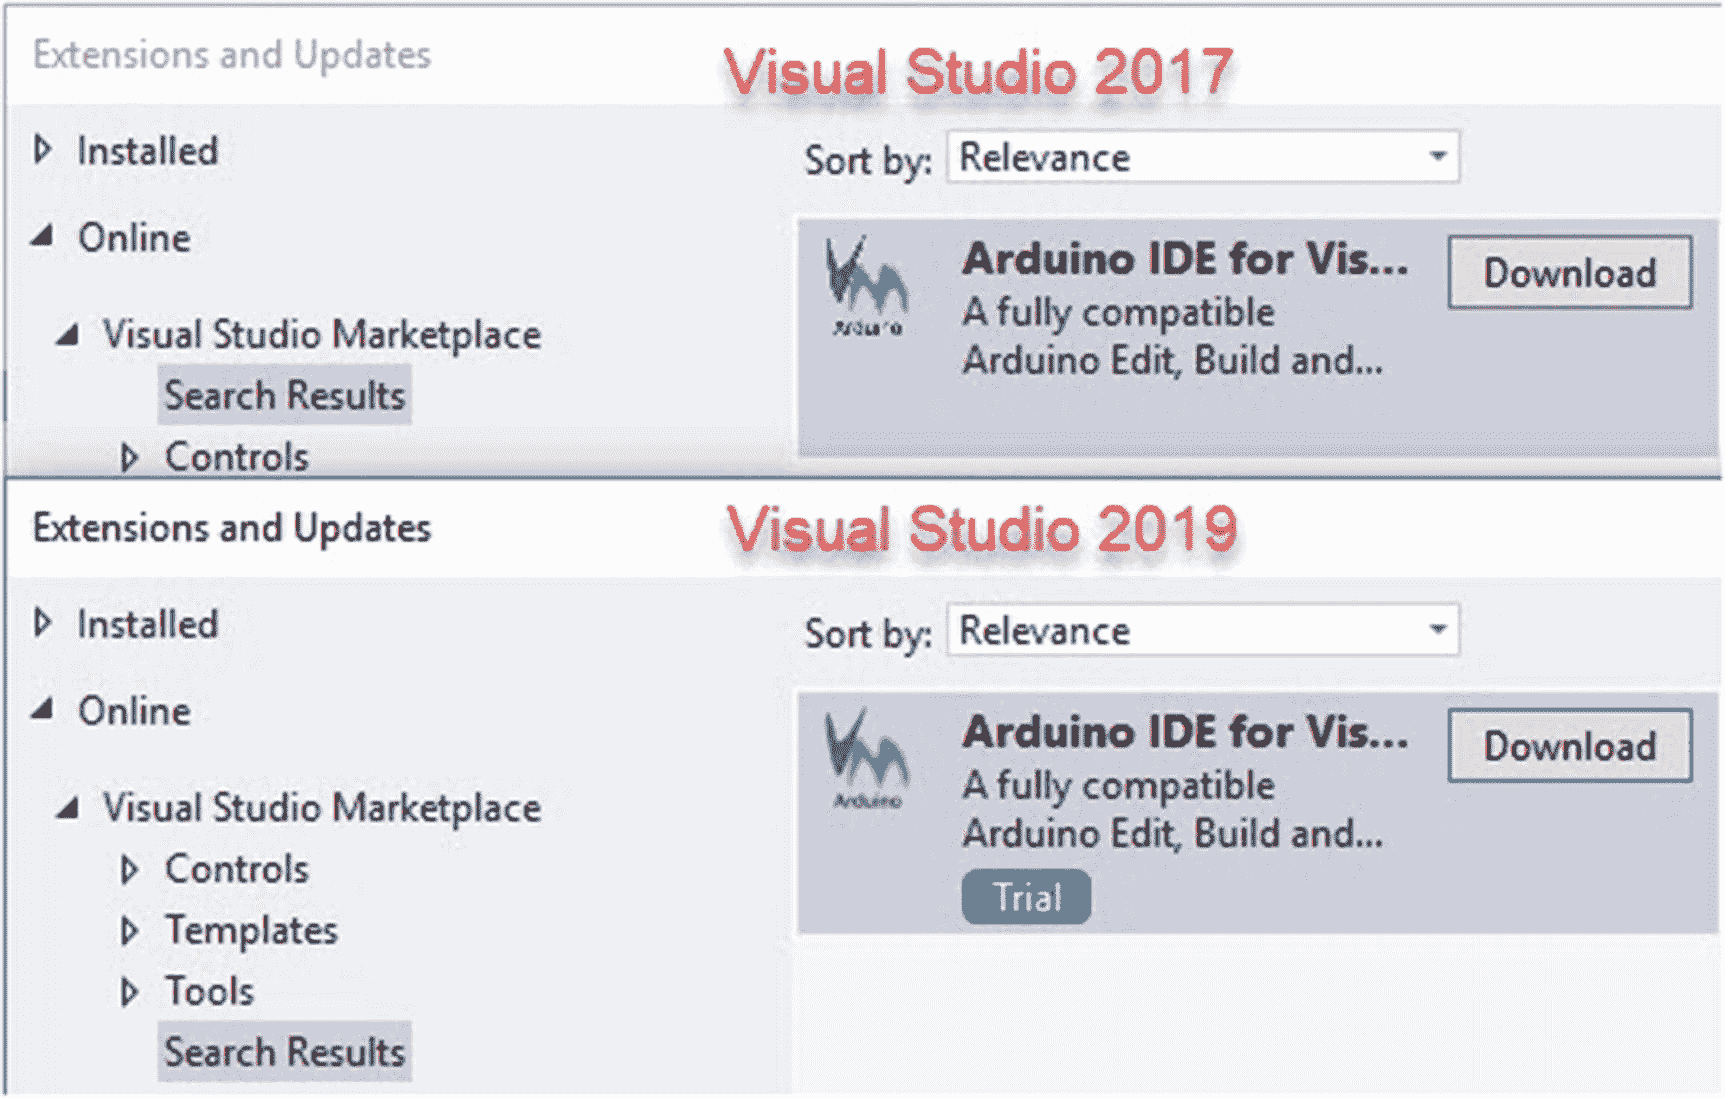 Extensions and Updates
Visual Studio 2017
Installed
Sort by: Relevance
Online
Arduino IDE for Vis...
Download
A fully compatible
Arduino Edit, Build and...
Arduino
Visual Studio Marketplace
Search Results
Controls
Extensions and Updates
Visual Studio 2019
Installed
Sort by: Relevance
Online
Arduino IDE for Vis...
Download
A fully compatible
Arduino Edit, Build and...
Arduino
Trial
Visual Studio Marketplace
Controls
Templates
Tools
Search Results